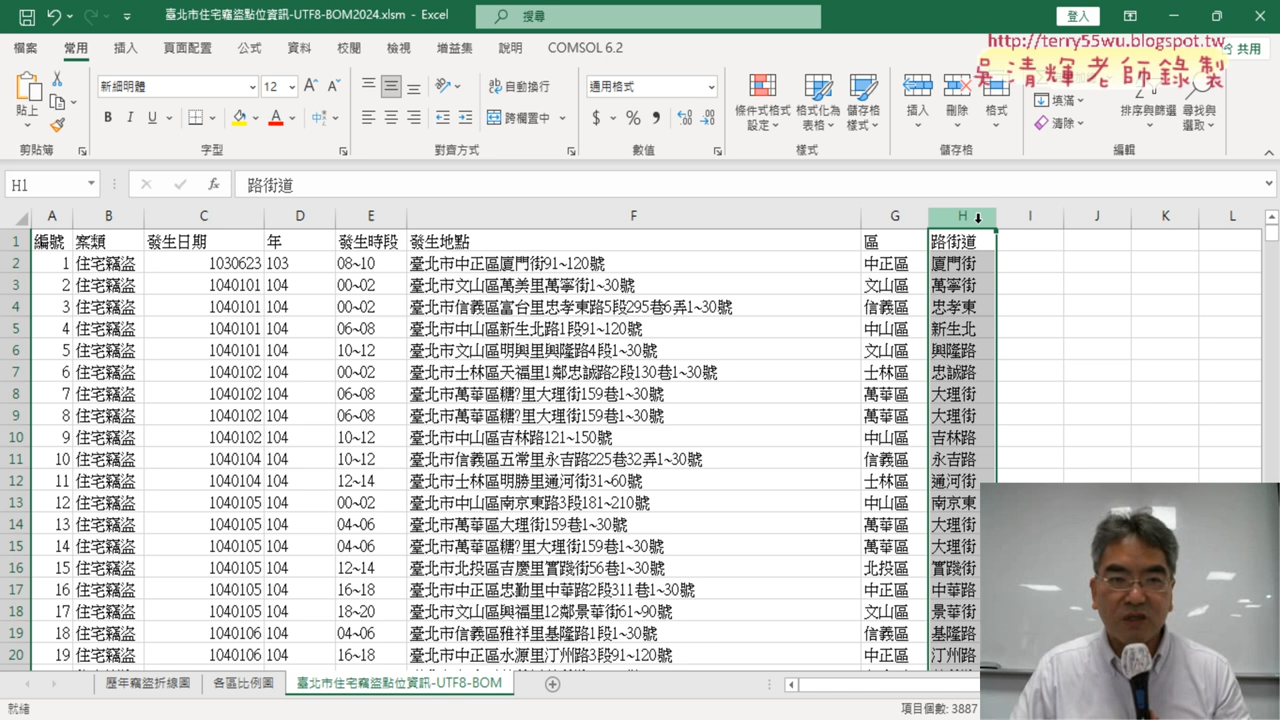 臺北市住宅竊盜點位資訊-UTF8-BOM2024.xlsm - Excel
搜尋
登入
檔案 常用 插入 頁面配置 公式 資料 校閱 檢視 增益集 說明 COMSOL 6.2
共用
http://terry55wu.blogspot.tw
吳清輝老師錄製
貼上
新細明體 12
自動換行
通用格式
條件式格式設定
格式化為表格
儲存格樣式
插入 刪除 格式
填滿
清除
排序與篩選
尋找與選取
B I U
跨欄置中
剪貼簿 字型 對齊方式 數值 樣式 儲存格 編輯
H1 fx 路街道
A B C D E F G H I J K L
1 編號 案類 發生日期 年 發生時段 發生地點 區 路街道
2 1 住宅竊盜 1030623 103 08~10 臺北市中正區廈門街91~120號 中正區 廈門街
3 2 住宅竊盜 1040101 104 00~02 臺北市文山區萬美里萬寧街1~30號 文山區 萬寧街
4 3 住宅竊盜 1040101 104 00~02 臺北市信義區富台里忠孝東路5段295巷6弄1~30號 信義區 忠孝東
5 4 住宅竊盜 1040101 104 06~08 臺北市中山區新生北路1段91~120號 中山區 新生北
6 5 住宅竊盜 1040101 104 10~12 臺北市文山區明興里興隆路4段1~30號 文山區 興隆路
7 6 住宅竊盜 1040102 104 00~02 臺北市士林區天福里1鄰忠誠路2段130巷1~30號 士林區 忠誠路
8 7 住宅竊盜 1040102 104 06~08 臺北市萬華區糖?里大理街159巷1~30號 萬華區 大理街
9 8 住宅竊盜 1040102 104 06~08 臺北市萬華區糖?里大理街159巷1~30號 萬華區 大理街
10 9 住宅竊盜 1040102 104 10~12 臺北市中山區吉林路121~150號 中山區 吉林路
11 10 住宅竊盜 1040104 104 10~12 臺北市信義區五常里永吉路225巷32弄1~30號 信義區 永吉路
12 11 住宅竊盜 1040104 104 12~14 臺北市士林區明勝里通河街31~60號 士林區 通河街
13 12 住宅竊盜 1040105 104 00~02 臺北市中山區南京東路3段181~210號 中山區 南京東
14 13 住宅竊盜 1040105 104 04~06 臺北市萬華區大理街159巷1~30號 萬華區 大理街
15 14 住宅竊盜 1040105 104 04~06 臺北市萬華區糖?里大理街159巷1~30號 萬華區 大理街
16 15 住宅竊盜 1040105 104 12~14 臺北市北投區吉慶里實踐街56巷1~30號 北投區 實踐街
17 16 住宅竊盜 1040105 104 16~18 臺北市中正區忠勤里中華路2段311巷1~30號 中正區 中華路
18 17 住宅竊盜 1040105 104 18~20 臺北市文山區興福里12鄰景華街61~90號 文山區 景華街
19 18 住宅竊盜 1040106 104 04~06 臺北市信義區雅祥里基隆路1段1~30號 信義區 基隆路
20 19 住宅竊盜 1040106 104 16~18 臺北市中正區水源里汀州路3段91~120號 中正區 汀州路
歷年竊盜折線圖 各區比例圖 臺北市住宅竊盜點位資訊-UTF8-BOM
就緒 項目個數: 3887